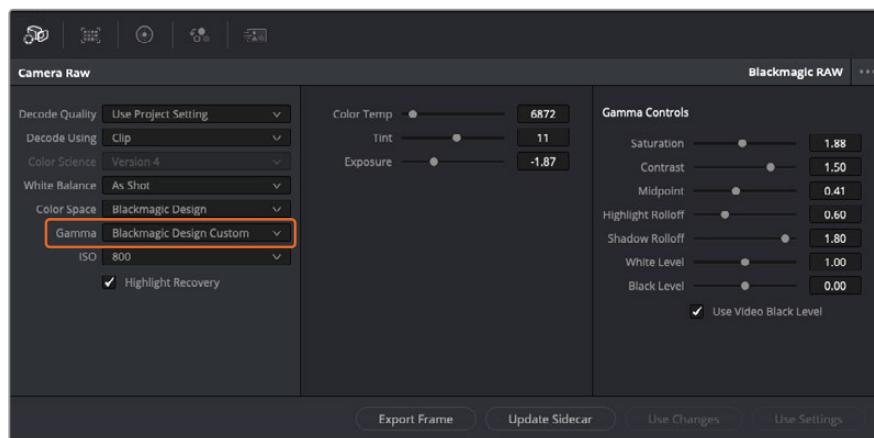 Camera Raw
Blackmagic RAW
Decode Quality Use Project Setting
Decode Using Clip
Color Science Version 4
White Balance As Shot
Color Space Blackmagic Design
Gamma Blackmagic Design Custom
ISO 800
Highlight Recovery
Color Temp 6872
Tint 11
Exposure -1.87
Gamma Controls
Saturation 1.88
Contrast 1.50
Midpoint 0.41
Highlight Rolloff 0.60
Shadow Rolloff 1.80
White Level 1.00
Black Level 0.00
Use Video Black Level
Export Frame
Update Sidecar
Use Changes
Use Settings